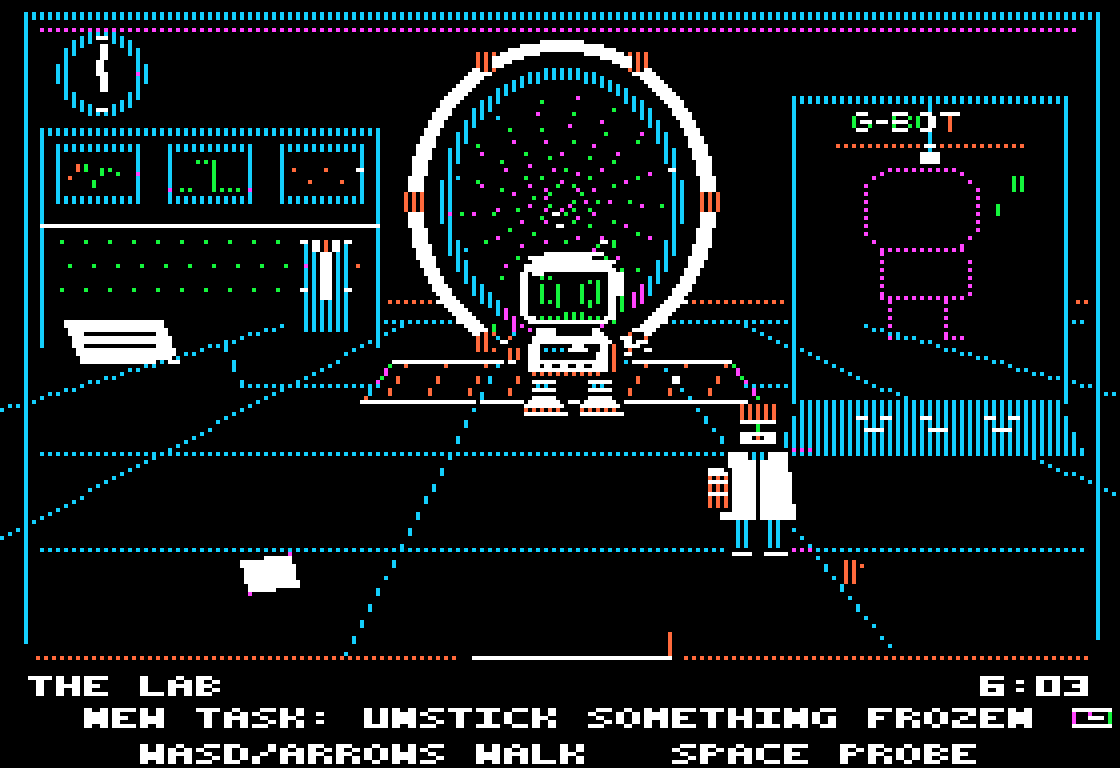 G-BOT
THE LAB
6:03
NEW TASK: UNSTICK SOMETHING FROZEN
WASD/ARROWS WALK SPACE PROBE